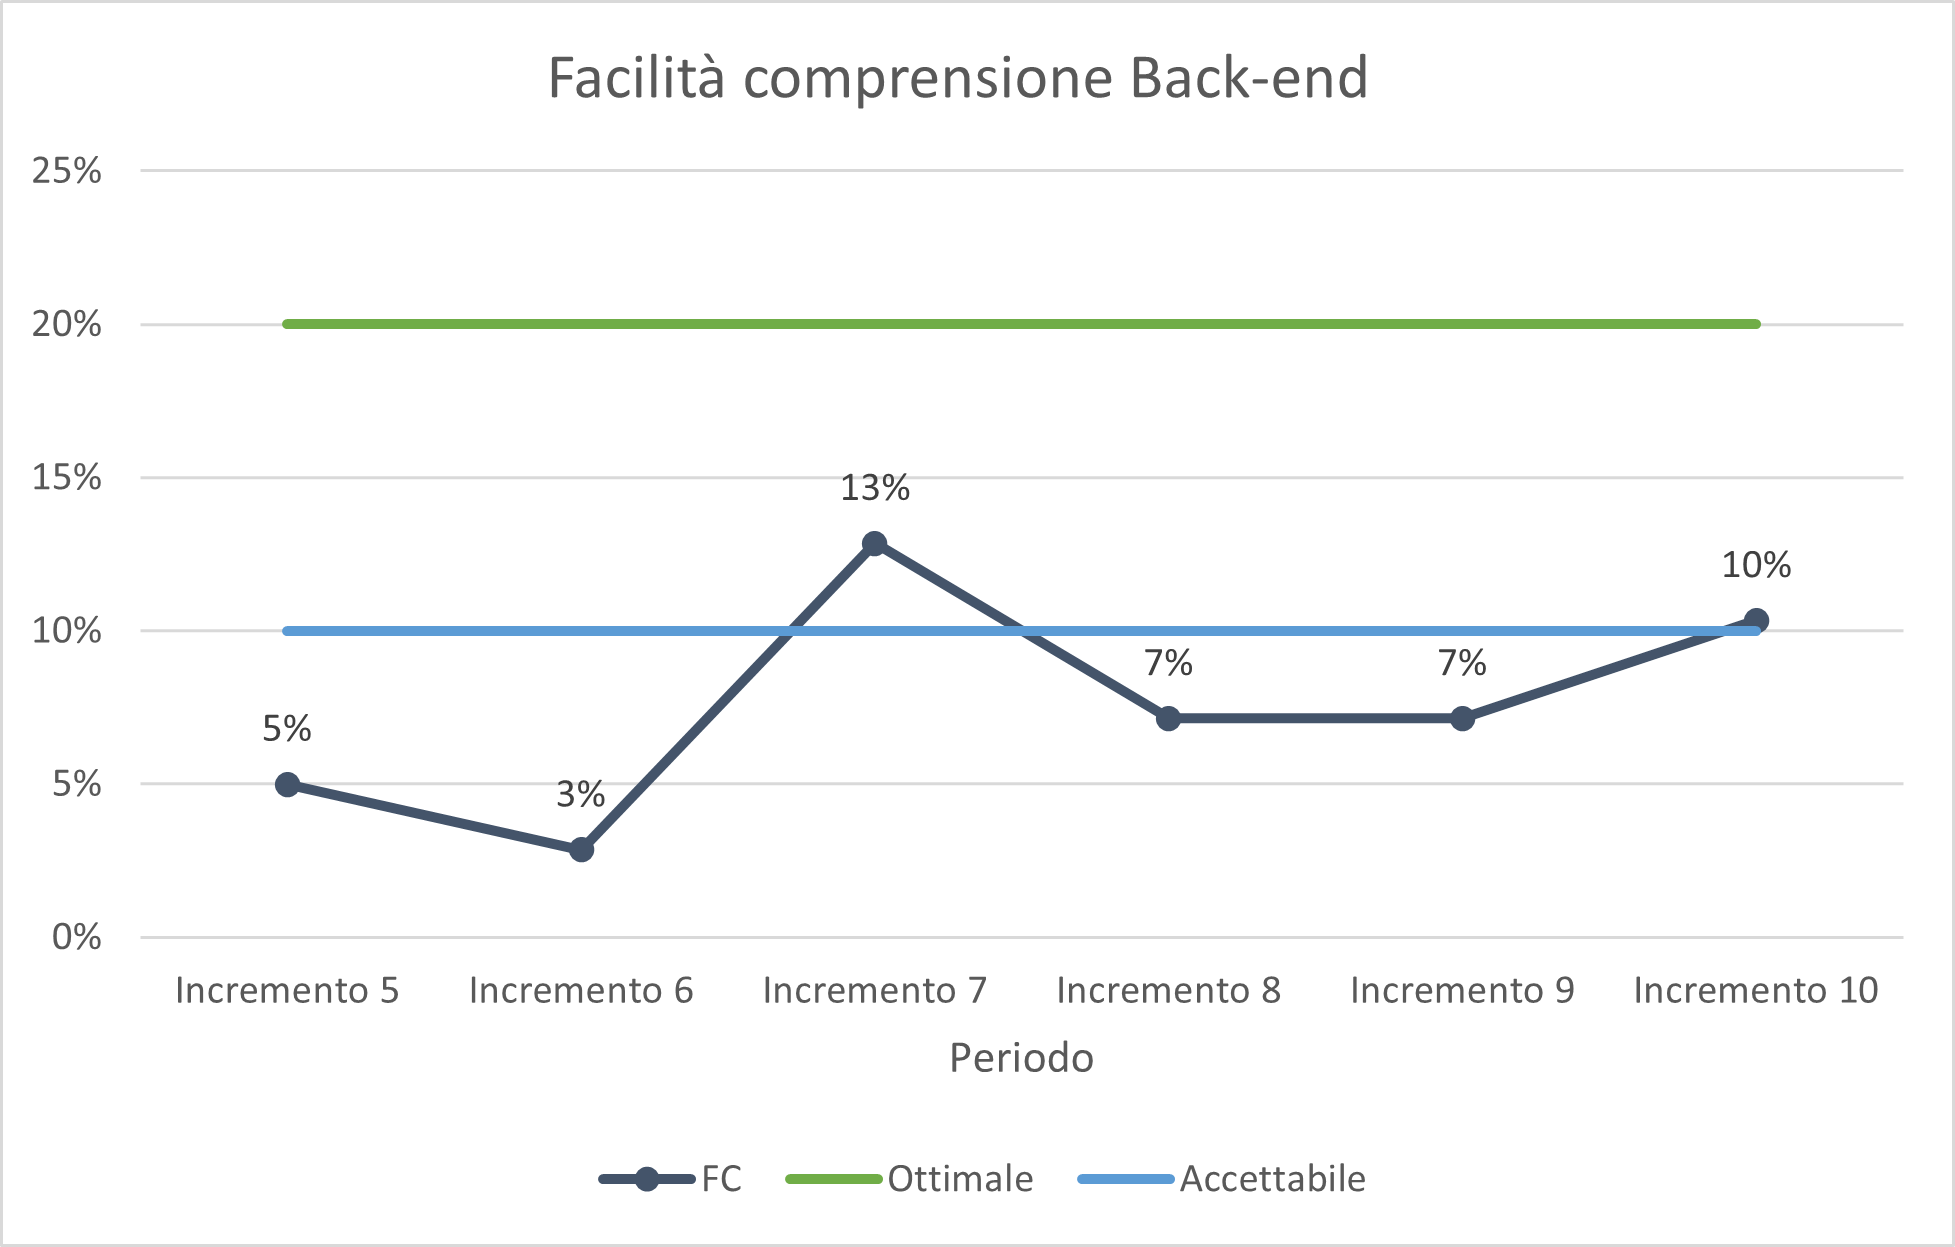 Facilità comprensione Back-end
25%
20%
15%
10%
5%
0%
5%
3%
13%
7%
7%
10%
Incremento 5
Incremento 6
Incremento 7
Incremento 8
Incremento 9
Incremento 10
Periodo
FC
Ottimale
Accettabile